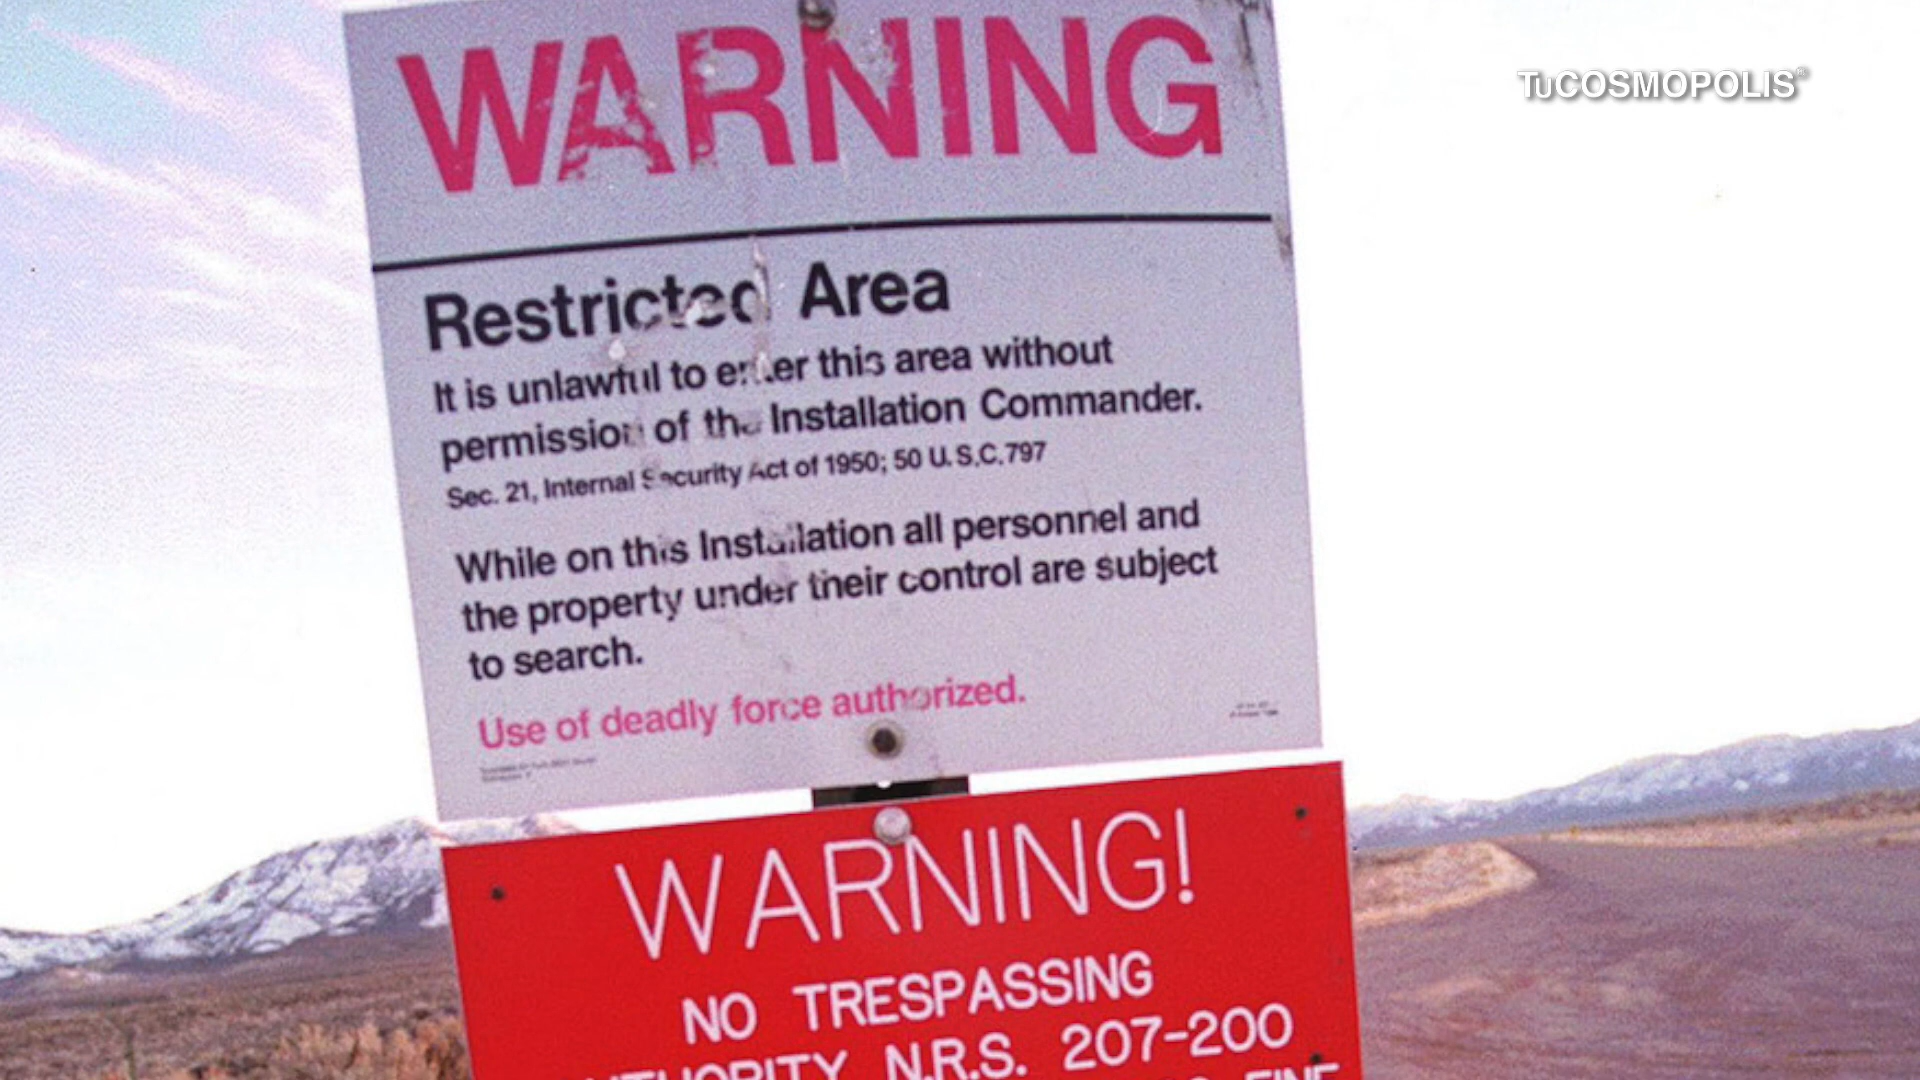 TuCOSMOPOLIS
WARNING
Restricted Area
It is unlawful to enter this area without
permission of the Installation Commander.
Sec. 21, Internal Security Act of 1950; 50 U.S.C. 797
While on this Installation all personnel and
the property under their control are subject
to search.
Use of deadly force authorized.
WARNING!
NO TRESPASSING
N.R.S. 207-200
FINE